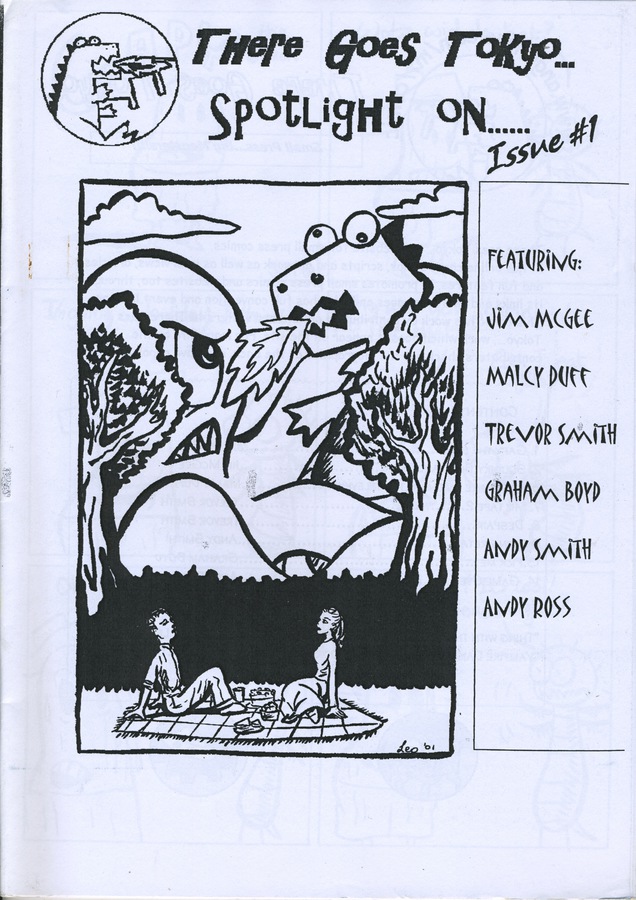 There Goes Tokyo...
Spotlight on......
Issue #1
FEATURING:
JIM MCGEE
MALCY DUFF
TREVOR SMITH
GRAHAM BOYD
ANDY SMITH
ANDY ROSS
Leo '01